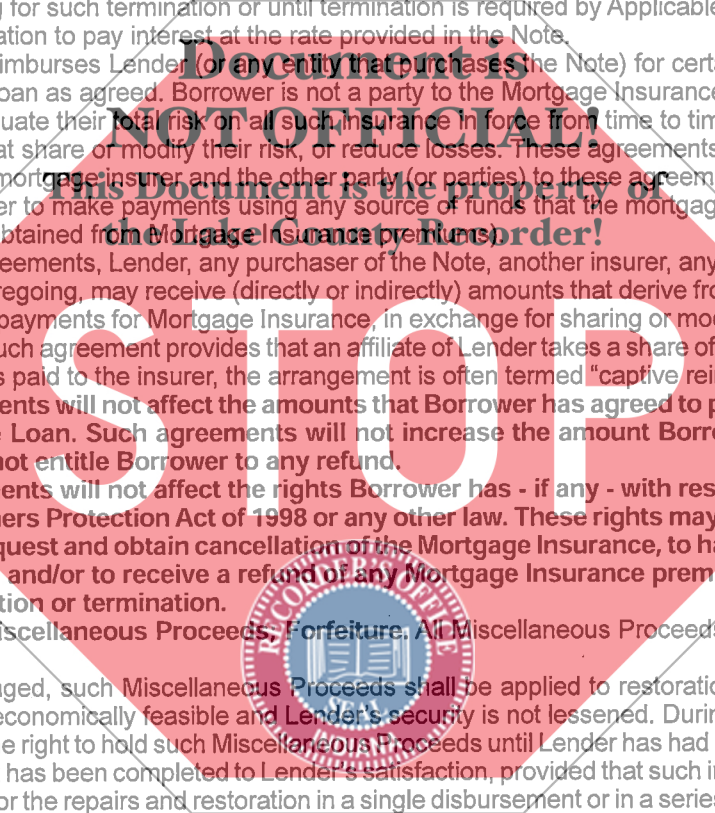 g for such termination or until termination is required by Applicable
ation to pay interest at the rate provided in the Note.
Document is
imburses Lender (or any entity that purchases the Note) for cert
oan as agreed. Borrower is not a party to the Mortgage Insurance
NOT OFFICIAL!
uate their total risk on all such insurance in force from time to tim
at share or modify their risk, or reduce losses. These agreements
This Document is the property of
mortgage insurer and the other party (or parties) to these agreem
er to make payments using any source of funds that the mortgag
the Lake County Recorder!
btained from Mortgage Insurance premiums).
eements, Lender, any purchaser of the Note, another insurer, any
regoing, may receive (directly or indirectly) amounts that derive fro
STOP
payments for Mortgage Insurance, in exchange for sharing or mod
uch agreement provides that an affiliate of Lender takes a share of
s paid to the insurer, the arrangement is often termed “captive rei
ents will not affect the amounts that Borrower has agreed to p
e Loan. Such agreements will not increase the amount Borro
not entitle Borrower to any refund.
ents will not affect the rights Borrower has - if any - with res
ners Protection Act of 1998 or any other law. These rights may
quest and obtain cancellation of the Mortgage Insurance, to ha
and/or to receive a refund of any Mortgage Insurance prem
tion or termination.
RECORDER'S OFFICE
iscellaneous Proceeds; Forfeiture. All Miscellaneous Proceeds
aged, such Miscellaneous Proceeds shall be applied to restoratio
economically feasible and Lender's security is not lessened. Durin
SEAL
e right to hold such Miscellaneous Proceeds until Lender has had
INDIANA
has been completed to Lender's satisfaction, provided that such in
or the repairs and restoration in a single disbursement or in a series